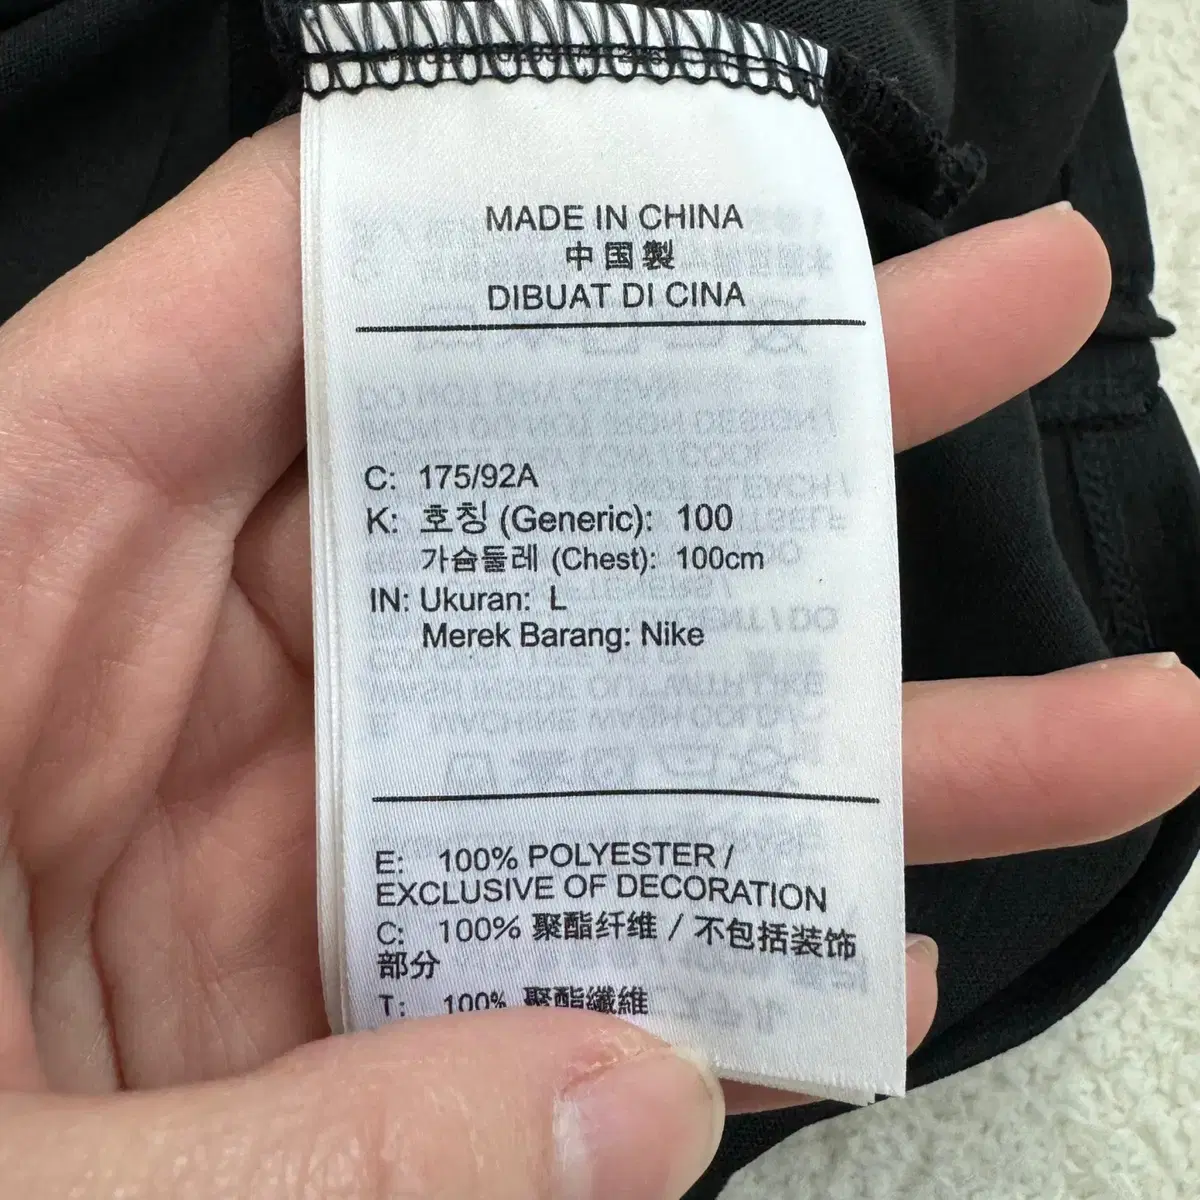 MADE IN CHINA
中国製
DIBUAT DI CINA
C: 175/92A
K: 호칭 (Generic): 100
가슴둘레 (Chest): 100cm
IN: Ukuran: L
Merek Barang: Nike
E: 100% POLYESTER /
EXCLUSIVE OF DECORATION
C: 100% 聚酯纤维 / 不包括装饰
部分
T: 100% 聚酯纖維